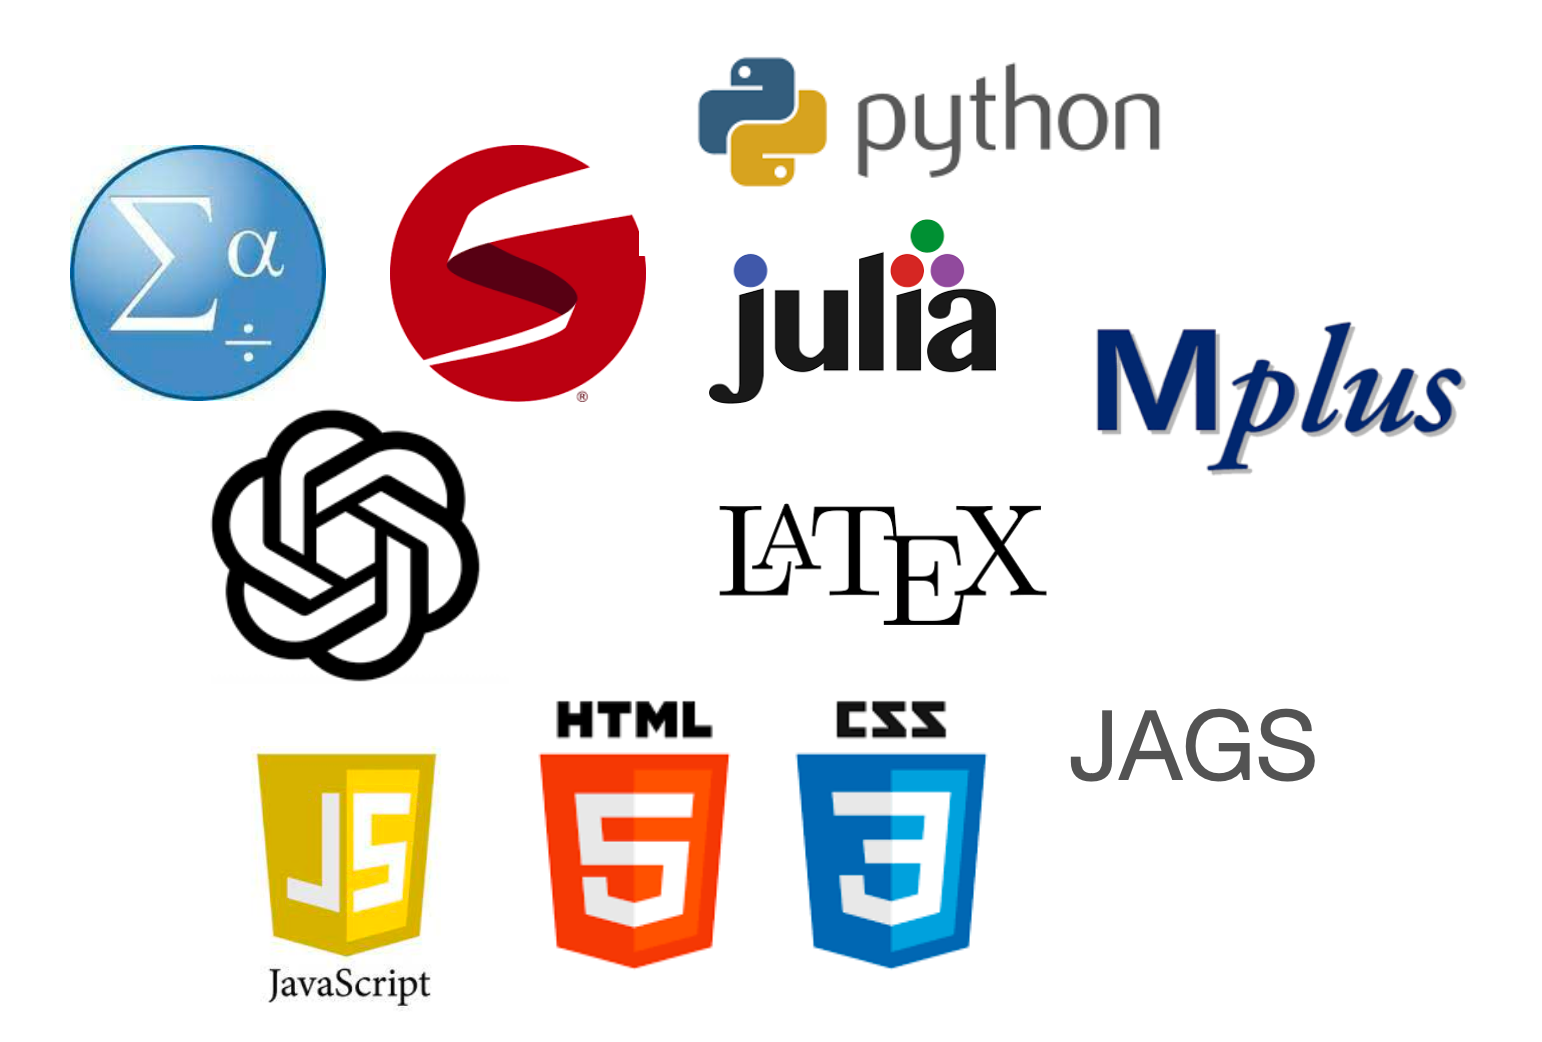 python
Σ α ÷
®
julia
Mplus
LATEX
HTML
CSS
JAGS
JS
5
3
JavaScript